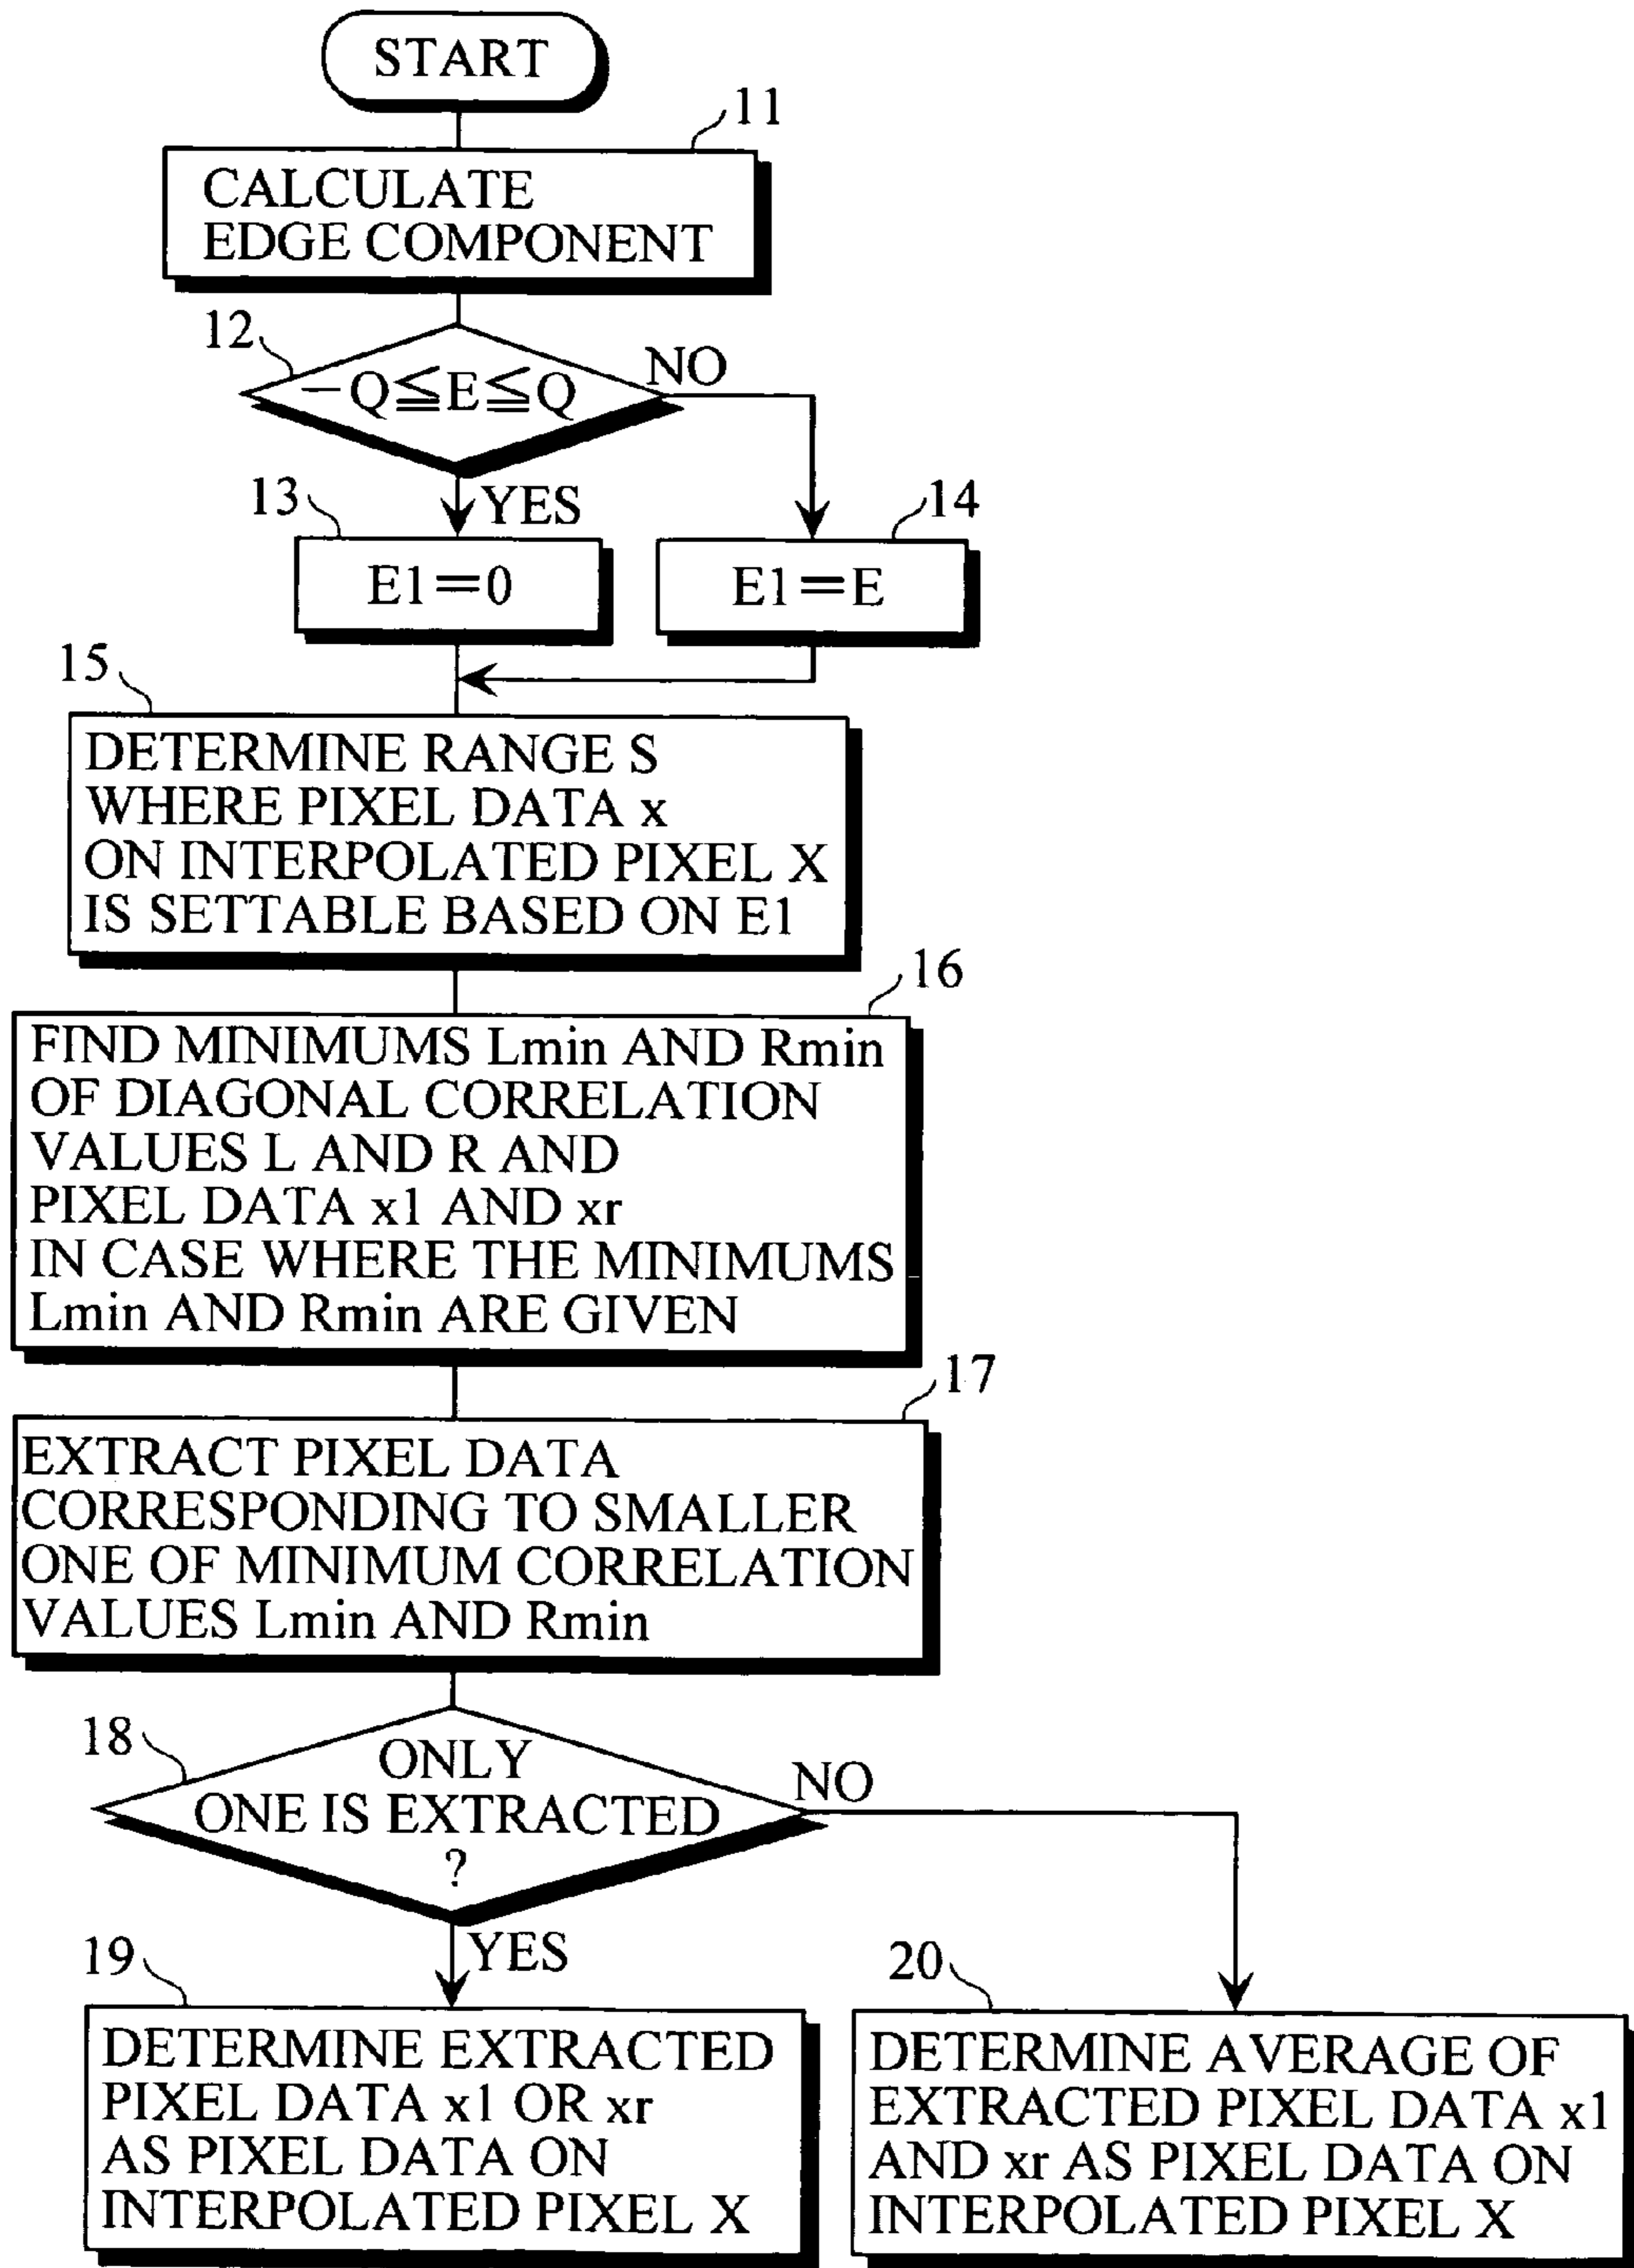 START
11
CALCULATE
EDGE COMPONENT
12
－Q≦E≦Q
NO
YES
13
E1＝0
14
E1＝E
15
DETERMINE RANGE S
WHERE PIXEL DATA x
ON INTERPOLATED PIXEL X
IS SETTABLE BASED ON E1
16
FIND MINIMUMS Lmin AND Rmin
OF DIAGONAL CORRELATION
VALUES L AND R AND
PIXEL DATA x1 AND xr
IN CASE WHERE THE MINIMUMS
Lmin AND Rmin ARE GIVEN
17
EXTRACT PIXEL DATA
CORRESPONDING TO SMALLER
ONE OF MINIMUM CORRELATION
VALUES Lmin AND Rmin
18
ONLY
ONE IS EXTRACTED
?
NO
YES
19
DETERMINE EXTRACTED
PIXEL DATA x1 OR xr
AS PIXEL DATA ON
INTERPOLATED PIXEL X
20
DETERMINE AVERAGE OF
EXTRACTED PIXEL DATA x1
AND xr AS PIXEL DATA ON
INTERPOLATED PIXEL X